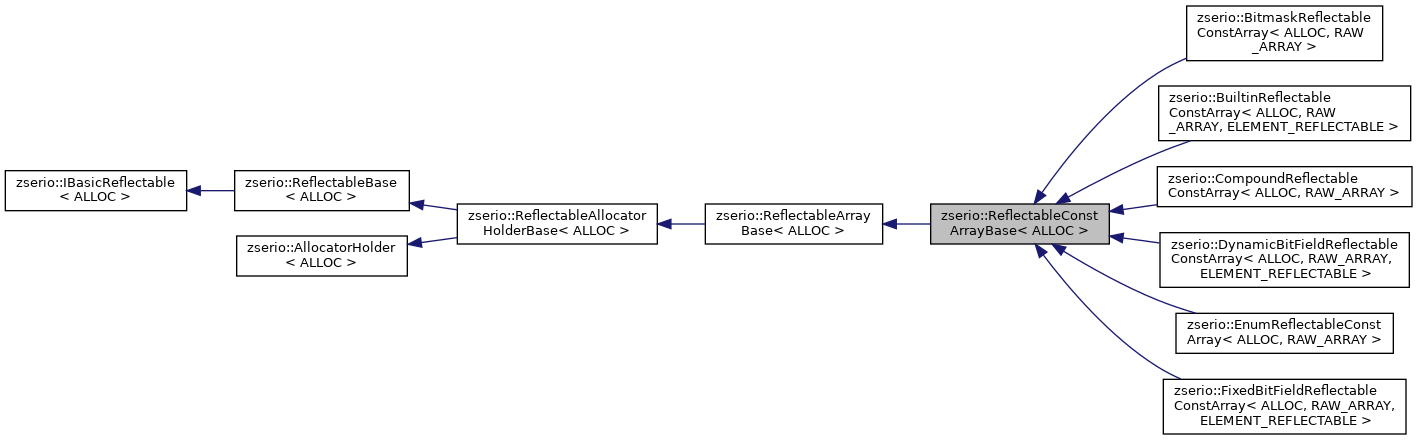 zserio::BitmaskReflectable
ConstArray< ALLOC, RAW
_ARRAY >
zserio::BuiltinReflectable
ConstArray< ALLOC, RAW
_ARRAY, ELEMENT_REFLECTABLE >
zserio::IBasicReflectable
< ALLOC >
zserio::ReflectableBase
< ALLOC >
zserio::AllocatorHolder
< ALLOC >
zserio::ReflectableAllocator
HolderBase< ALLOC >
zserio::ReflectableArray
Base< ALLOC >
zserio::ReflectableConst
ArrayBase< ALLOC >
zserio::CompoundReflectable
ConstArray< ALLOC, RAW_ARRAY >
zserio::DynamicBitFieldReflectable
ConstArray< ALLOC, RAW_ARRAY,
ELEMENT_REFLECTABLE >
zserio::EnumReflectableConst
Array< ALLOC, RAW_ARRAY >
zserio::FixedBitFieldReflectable
ConstArray< ALLOC, RAW_ARRAY,
ELEMENT_REFLECTABLE >